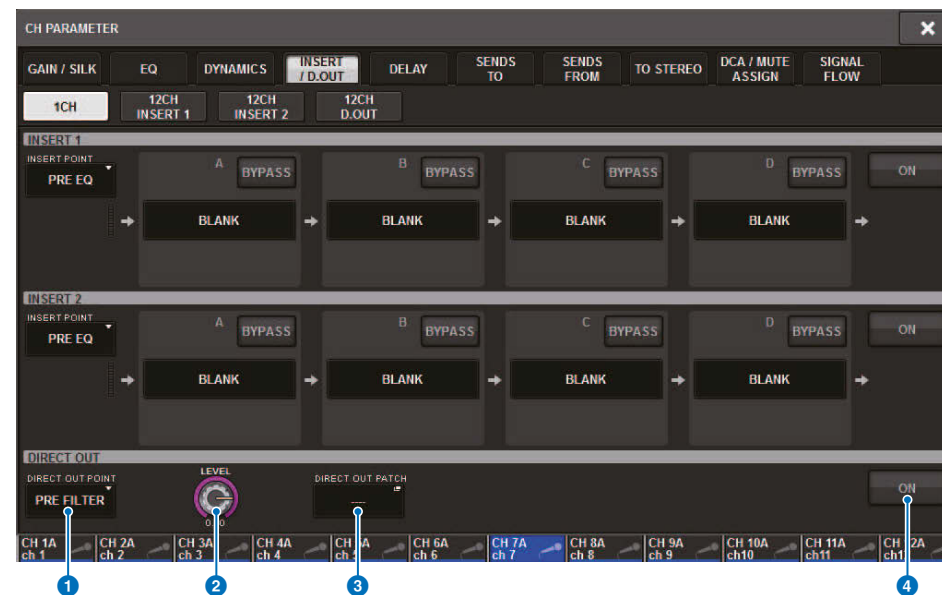 CH PARAMETER
GAIN / SILK EQ DYNAMICS INSERT / D.OUT DELAY SENDS TO SENDS FROM TO STEREO DCA / MUTE ASSIGN SIGNAL FLOW
1CH 12CH INSERT 1 12CH INSERT 2 12CH D.OUT
INSERT 1
INSERT POINT
PRE EQ
A BYPASS B BYPASS C BYPASS D BYPASS ON
BLANK BLANK BLANK BLANK
INSERT 2
INSERT POINT
PRE EQ
A BYPASS B BYPASS C BYPASS D BYPASS ON
BLANK BLANK BLANK BLANK
DIRECT OUT
DIRECT OUT POINT LEVEL DIRECT OUT PATCH
PRE FILTER ---- ON
CH 1A CH 2A CH 3A CH 4A CH 6A CH 7A CH 8A CH 9A CH 10A CH 11A
ch 1 ch 2 ch 3 ch 4 ch 6 ch 7 ch 8 ch 9 ch10 ch11
1 2 3 4